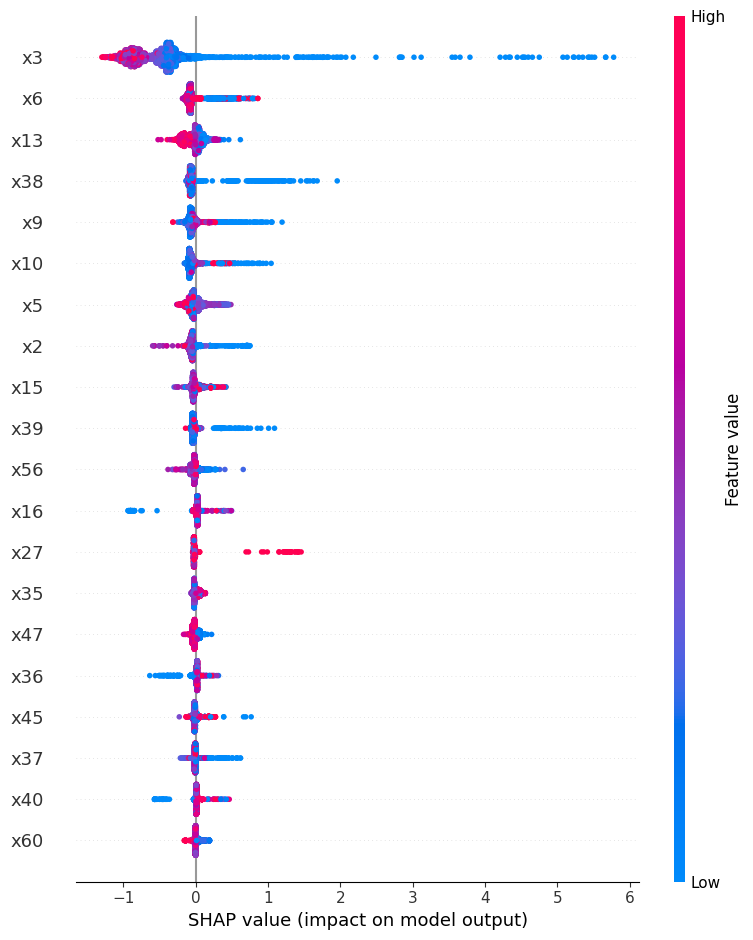 High
x3
x6
x13
x38
x9
x10
x5
x2
x15
x39
x56
x16
x27
x35
x47
x36
x45
x37
x40
x60
Feature value
Low
−1 0 1 2 3 4 5 6
SHAP value (impact on model output)